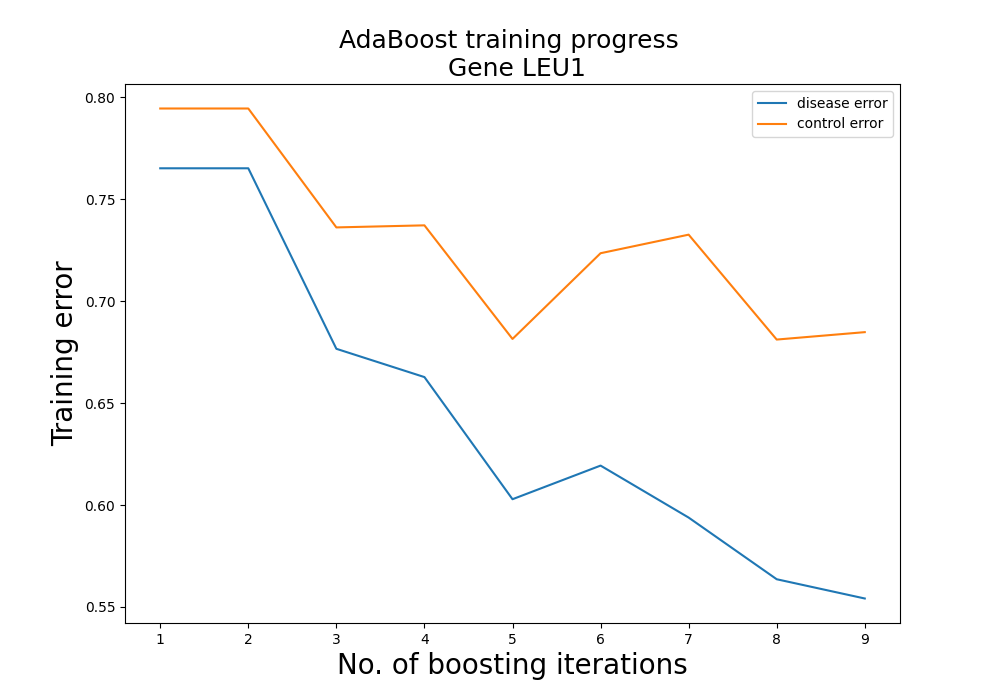 AdaBoost training progress
Gene LEU1
disease error
control error
Training error
0.80
0.75
0.70
0.65
0.60
0.55
1 2 3 4 5 6 7 8 9
No. of boosting iterations